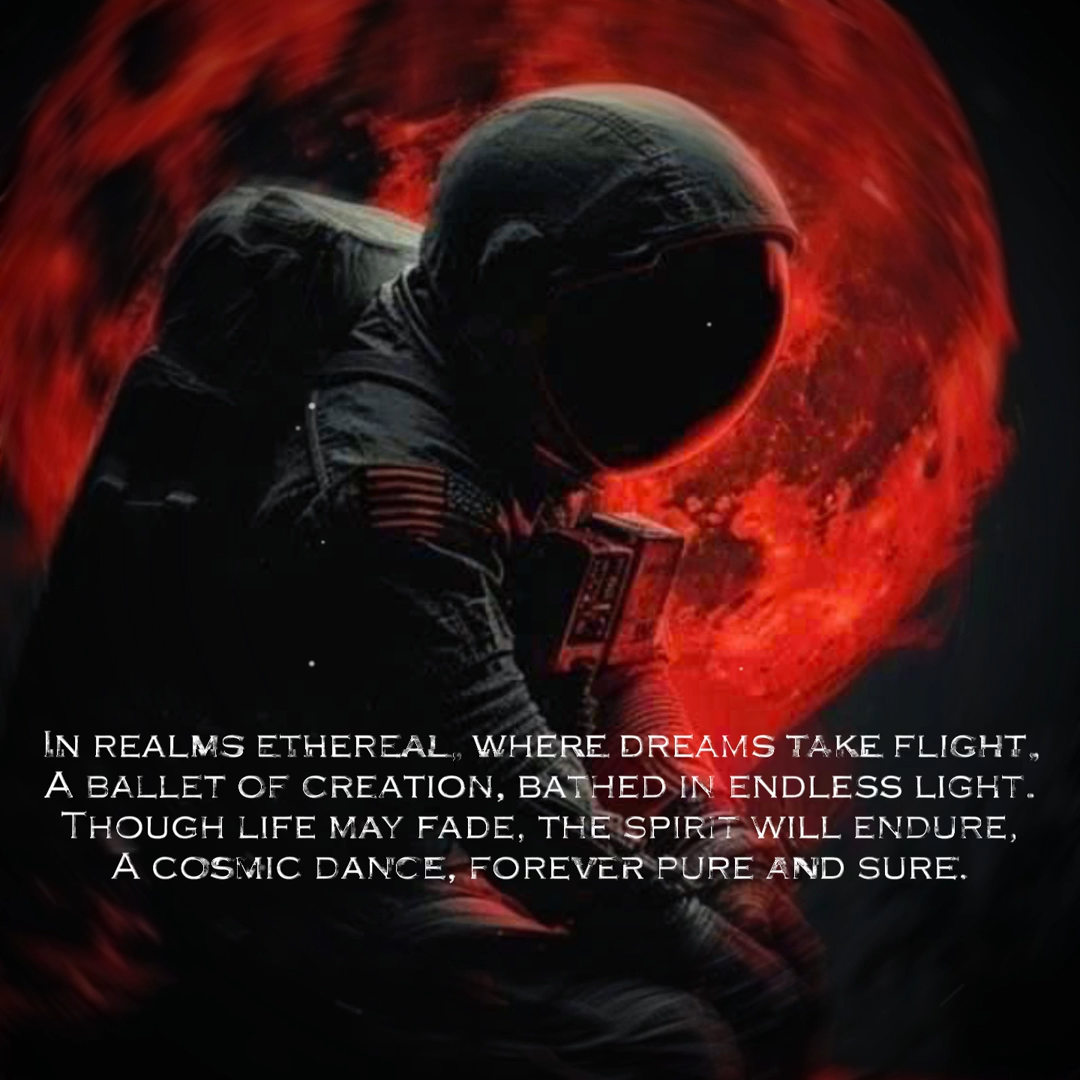 In realms ethereal, where dreams take flight,
A ballet of creation, bathed in endless light.
Though life may fade, the spirit will endure,
A cosmic dance, forever pure and sure.